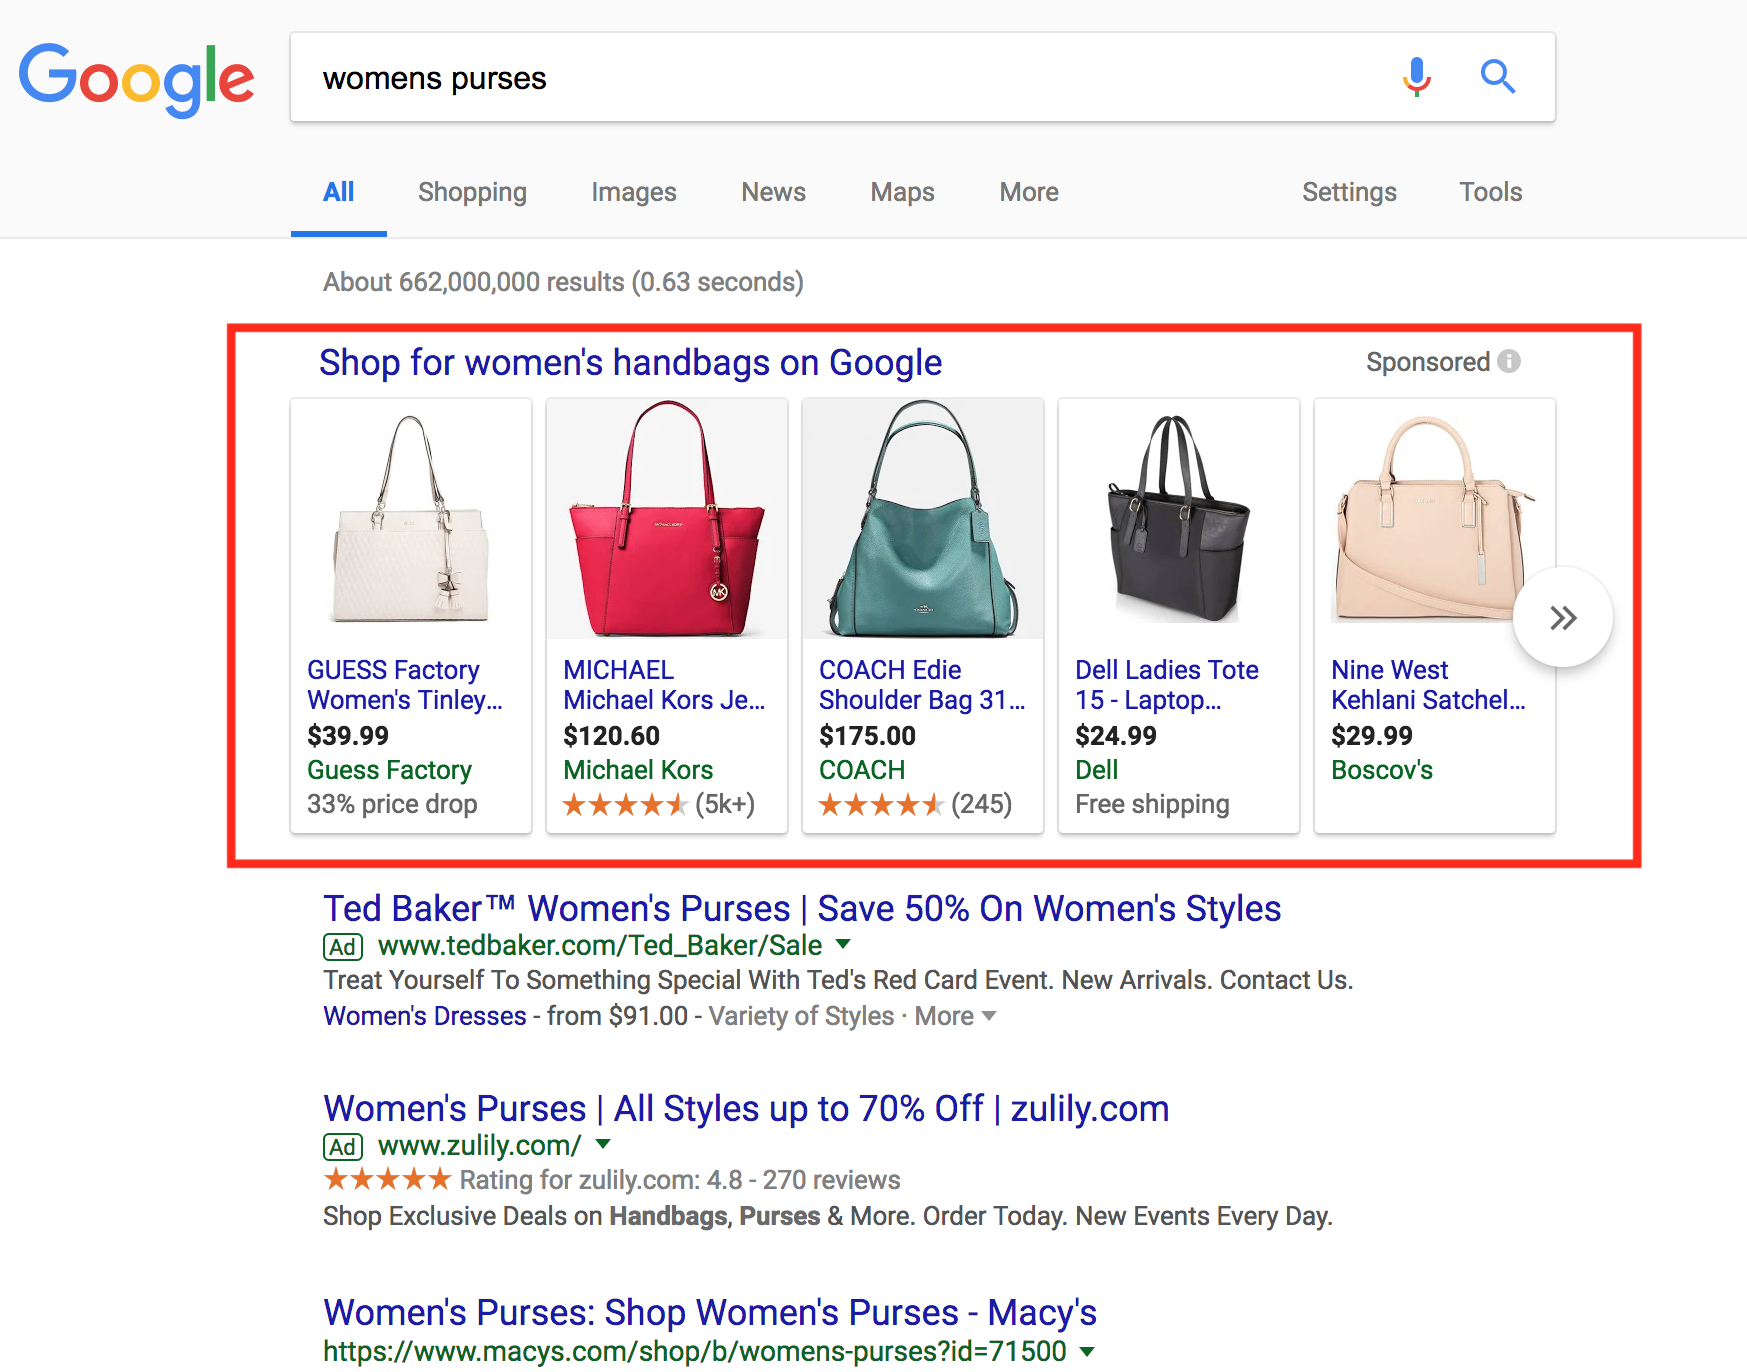 Google
womens purses
All Shopping Images News Maps More Settings Tools
About 662,000,000 results (0.63 seconds)
Shop for women's handbags on Google
Sponsored
GUESS Factory
Women's Tinley...
$39.99
Guess Factory
33% price drop
MICHAEL KORS
MK
MICHAEL
Michael Kors Je...
$120.60
Michael Kors
(5k+)
COACH Edie
Shoulder Bag 31...
$175.00
COACH
(245)
Dell Ladies Tote
15 - Laptop...
$24.99
Dell
Free shipping
Nine West
Kehlani Satchel...
$29.99
Boscov's
Ted Baker™ Women's Purses | Save 50% On Women's Styles
Ad www.tedbaker.com/Ted_Baker/Sale
Treat Yourself To Something Special With Ted's Red Card Event. New Arrivals. Contact Us.
Women's Dresses - from $91.00 - Variety of Styles · More
Women's Purses | All Styles up to 70% Off | zulily.com
Ad www.zulily.com/
Rating for zulily.com: 4.8 - 270 reviews
Shop Exclusive Deals on Handbags, Purses & More. Order Today. New Events Every Day.
Women's Purses: Shop Women's Purses - Macy's
https://www.macys.com/shop/b/womens-purses?id=71500